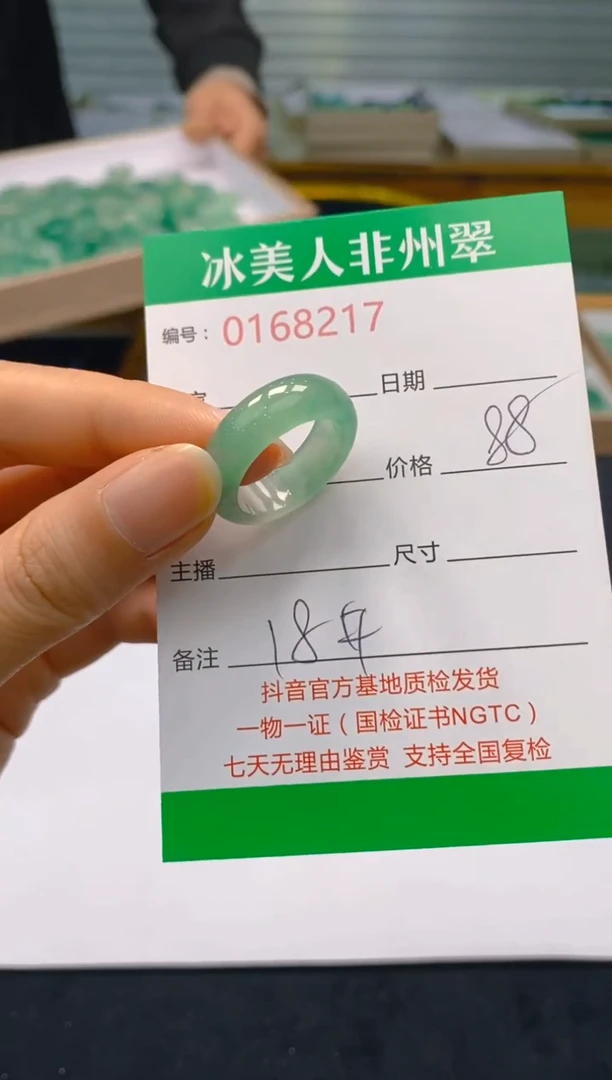 冰美人非州翠
编号：0168217
日期
价格 88
主播
尺寸
备注 18
抖音官方基地质检发货
一物一证（国检证书NGTC）
七天无理由鉴赏 支持全国复检